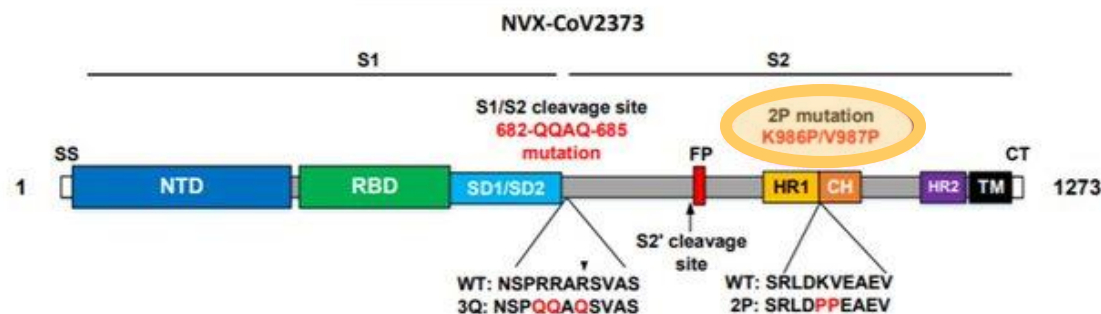 NVX-CoV2373
S1
S2
S1/S2 cleavage site
682-QQAQ-685
mutation
2P mutation
K986P/V987P
SS
FP
CT
1
NTD
RBD
SD1/SD2
HR1
CH
HR2
TM
1273
S2' cleavage
site
WT: NSPRRARSVAS
3Q: NSPQQAQSVAS
WT: SRLDKVEAEV
2P: SRLDPPEAEV